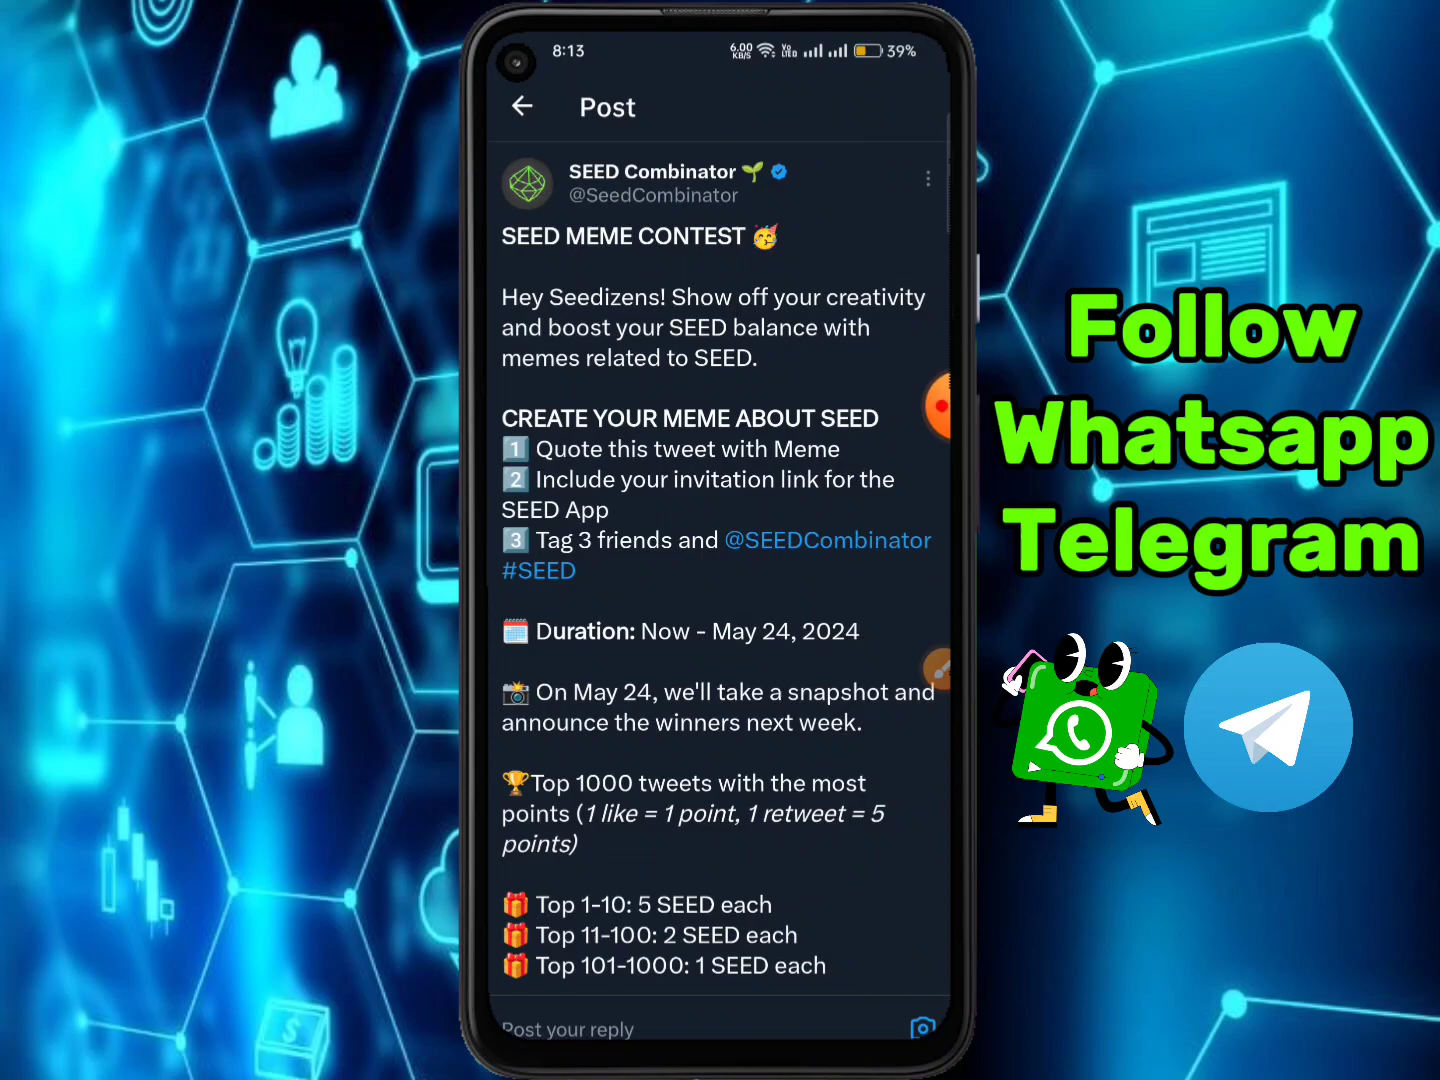 8:13
6.00 KB/S
Vo LTED
39%
Post
SEED Combinator 🌱
@SeedCombinator
SEED MEME CONTEST 🥳
Hey Seedizens! Show off your creativity
and boost your SEED balance with
memes related to SEED.
CREATE YOUR MEME ABOUT SEED
1️⃣ Quote this tweet with Meme
2️⃣ Include your invitation link for the
SEED App
3️⃣ Tag 3 friends and @SEEDCombinator
#SEED
🗓️ Duration: Now - May 24, 2024
📸 On May 24, we'll take a snapshot and
announce the winners next week.
🏆Top 1000 tweets with the most
points (1 like = 1 point, 1 retweet = 5
points)
🎁 Top 1-10: 5 SEED each
🎁 Top 11-100: 2 SEED each
🎁 Top 101-1000: 1 SEED each
Post your reply
Follow
Whatsapp
Telegram
$